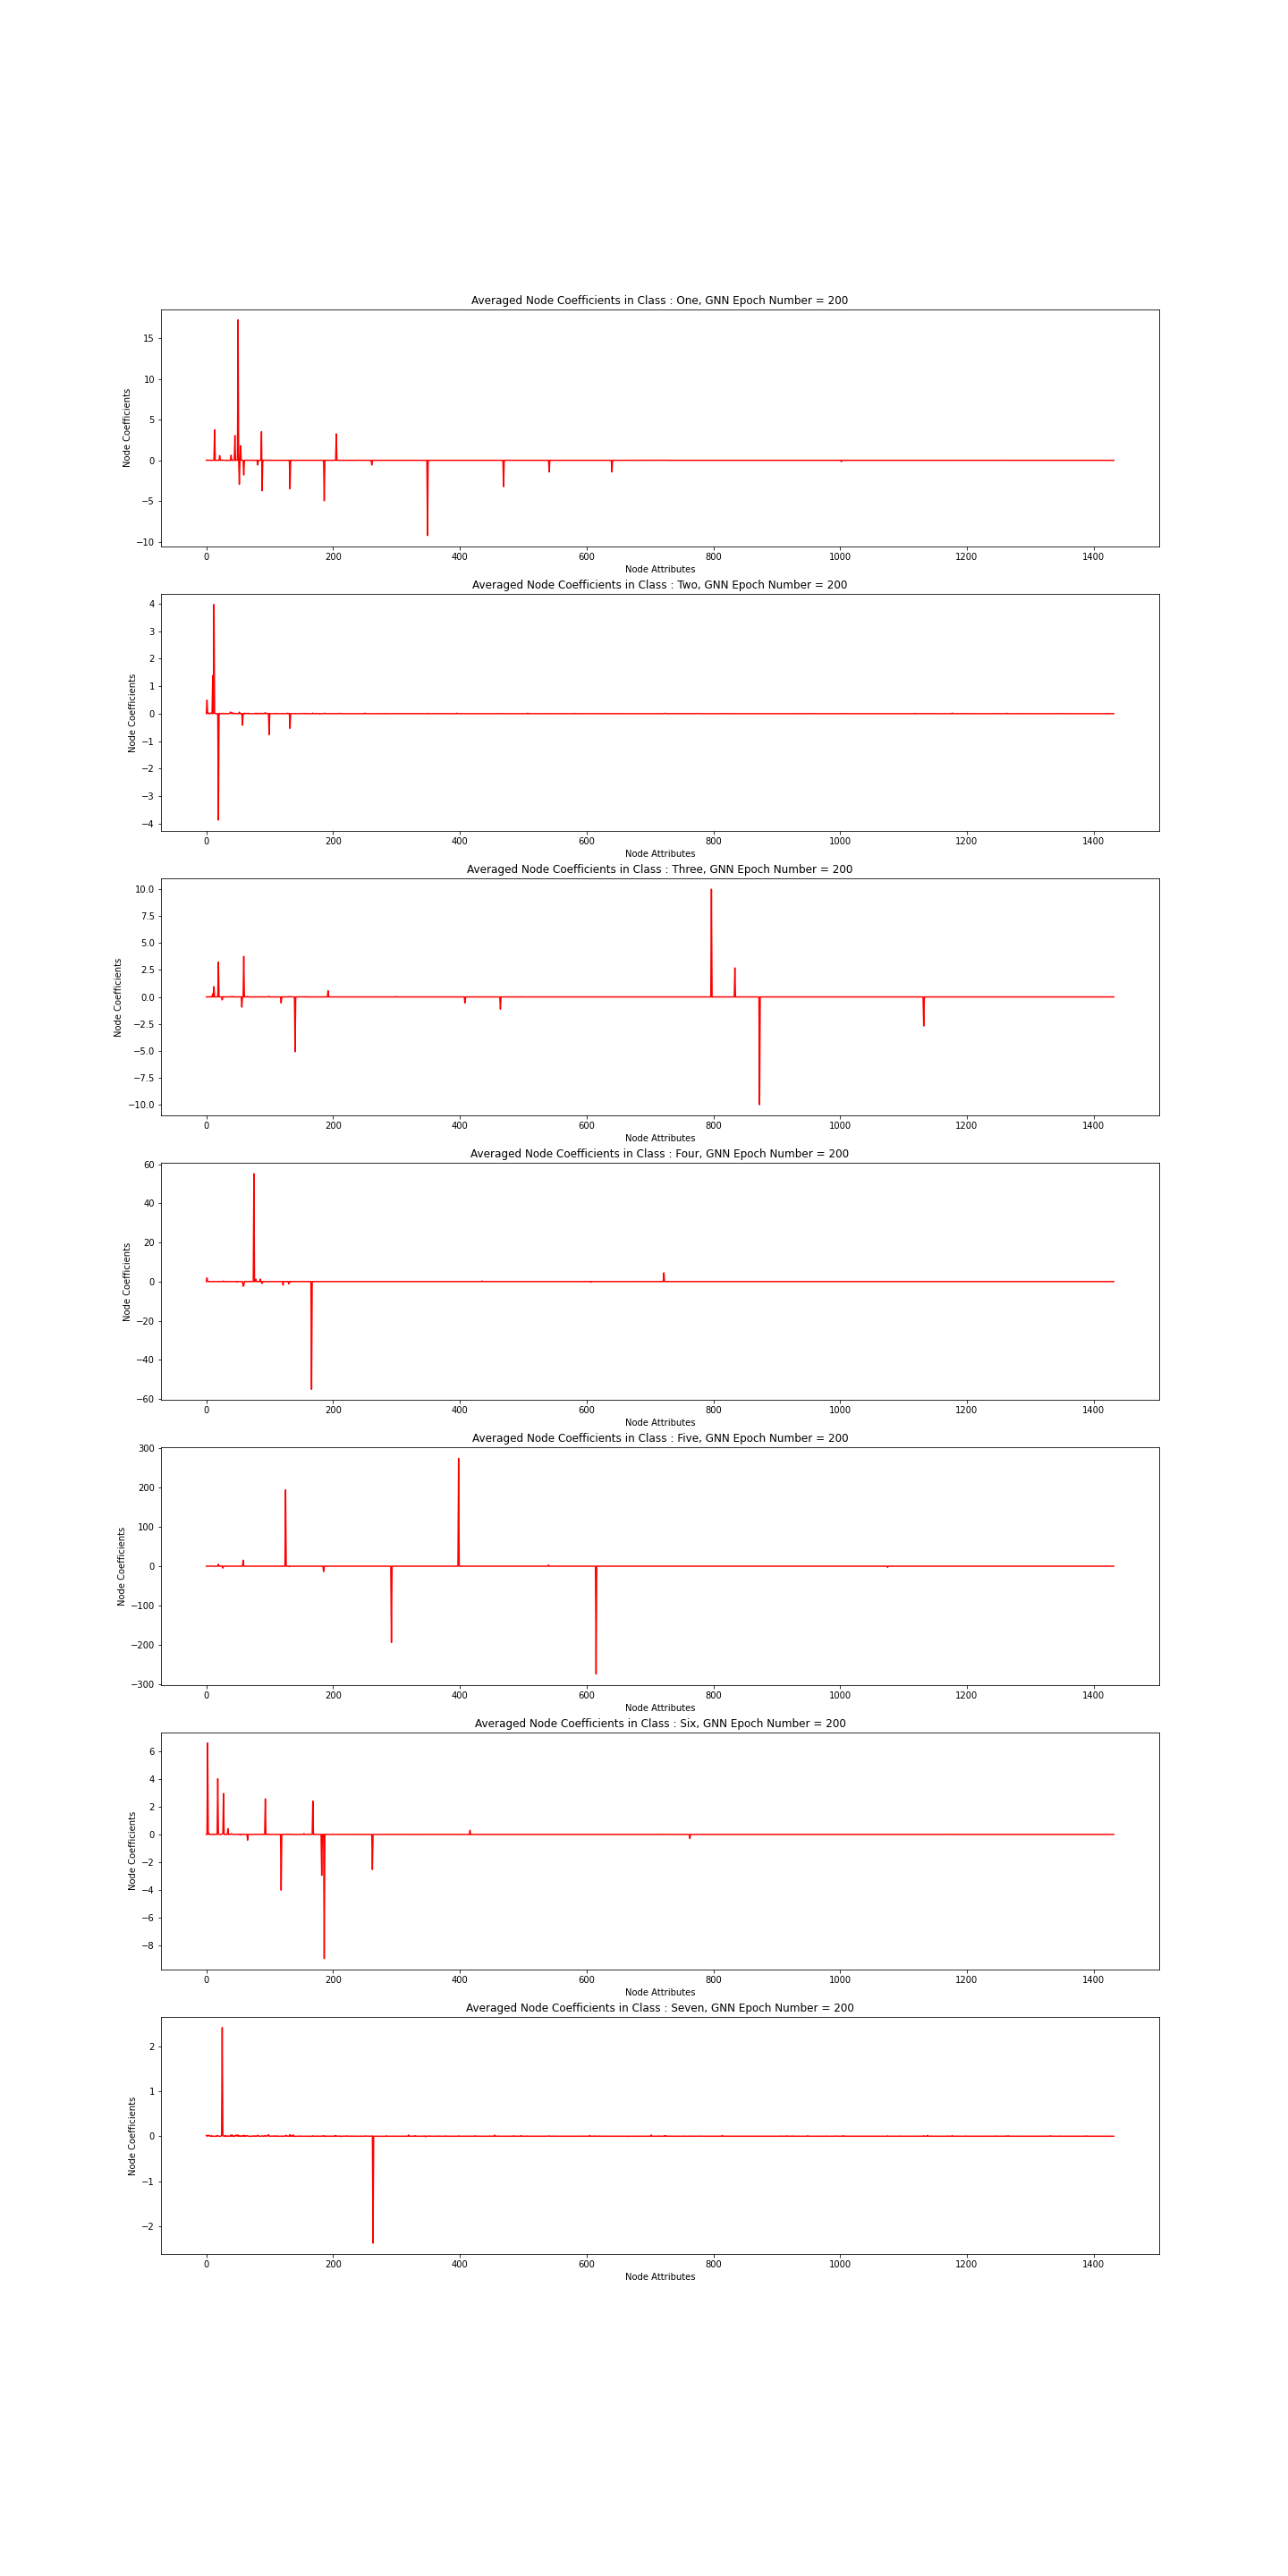 Averaged Node Coefficients in Class : One, GNN Epoch Number = 200
15
10
5
0
−5
−10
Node Coefficients
0 200 400 600 800 1000 1200 1400
Node Attributes
Averaged Node Coefficients in Class : Two, GNN Epoch Number = 200
4
3
2
1
0
−1
−2
−3
−4
Node Coefficients
0 200 400 600 800 1000 1200 1400
Node Attributes
Averaged Node Coefficients in Class : Three, GNN Epoch Number = 200
10.0
7.5
5.0
2.5
0.0
−2.5
−5.0
−7.5
−10.0
Node Coefficients
0 200 400 600 800 1000 1200 1400
Node Attributes
Averaged Node Coefficients in Class : Four, GNN Epoch Number = 200
60
40
20
0
−20
−40
−60
Node Coefficients
0 200 400 600 800 1000 1200 1400
Node Attributes
Averaged Node Coefficients in Class : Five, GNN Epoch Number = 200
300
200
100
0
−100
−200
−300
Node Coefficients
0 200 400 600 800 1000 1200 1400
Node Attributes
Averaged Node Coefficients in Class : Six, GNN Epoch Number = 200
6
4
2
0
−2
−4
−6
−8
Node Coefficients
0 200 400 600 800 1000 1200 1400
Node Attributes
Averaged Node Coefficients in Class : Seven, GNN Epoch Number = 200
2
1
0
−1
−2
Node Coefficients
0 200 400 600 800 1000 1200 1400
Node Attributes